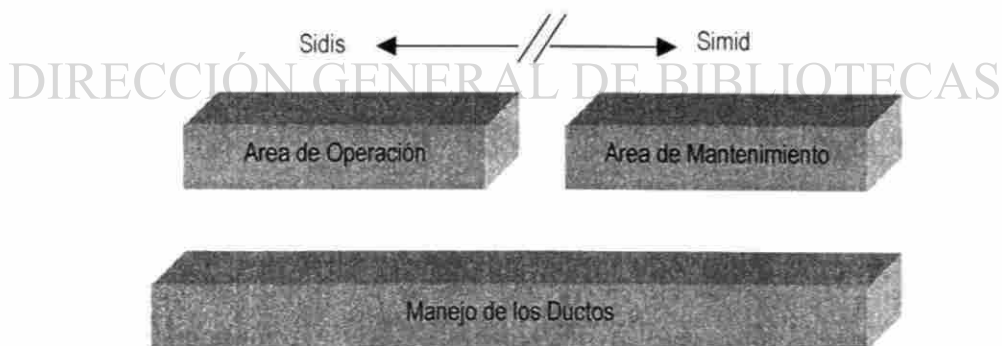 Sidis Simid
DIRECCIÓN GENERAL DE BIBLIOTECAS
Area de Operación Area de Mantenimiento
Manejo de los Ductos